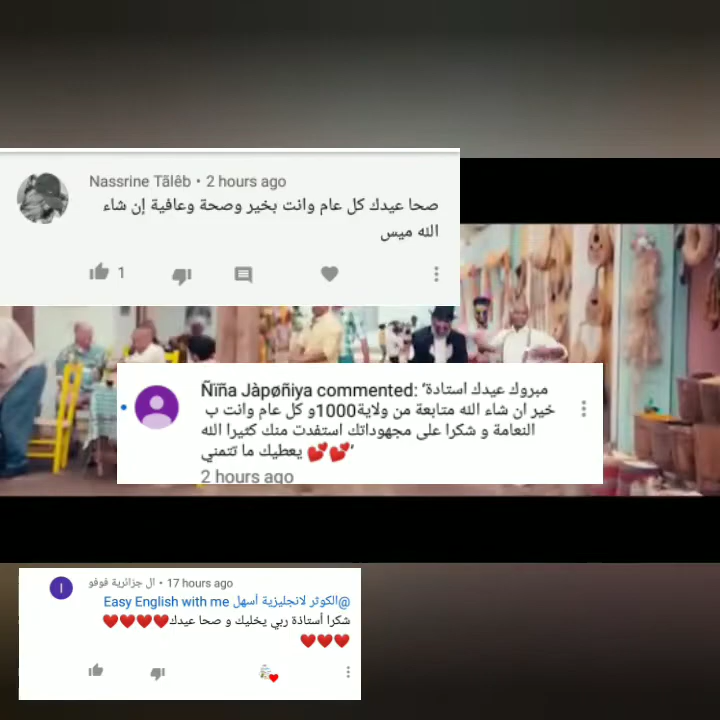 Nassrine Tãlêb • 2 hours ago
صحا عيدك كل عام وانت بخير وصحة وعافية إن شاء
الله ميس
1
Ñïña Jàpøñiya commented: ‘مبروك عيدك استادة
خير ان شاء الله متابعة من ولاية1000و كل عام وانت ب
النعامة و شكرا على مجهوداتك استفدت منك كثيرا الله
يعطيك ما تتمني 💕💕’
2 hours ago
I
ال جزائرية فوفو • 17 hours ago
@الكوثر لانجليزية أسهل Easy English with me
شكرا أستاذة ربي يخليك و صحا عيدك❤❤❤❤
❤❤❤